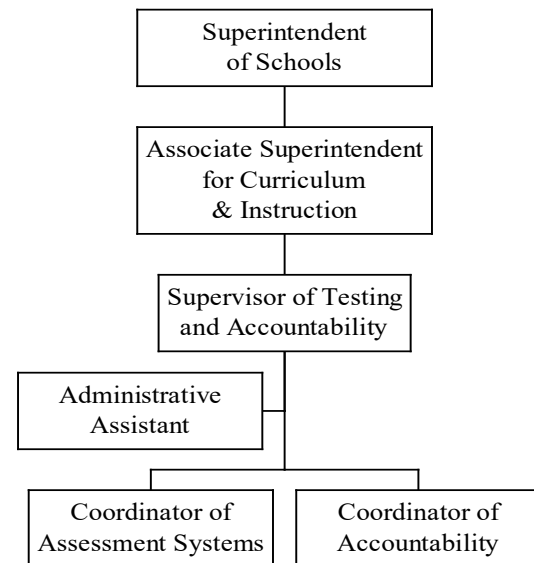 Superintendent
of Schools
Associate Superintendent
for Curriculum
& Instruction
Supervisor of Testing
and Accountability
Administrative
Assistant
Coordinator of
Assessment Systems
Coordinator of
Accountability